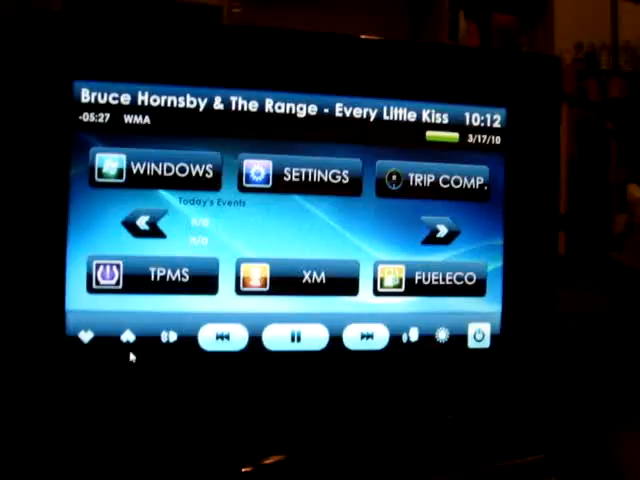 Bruce Hornsby & The Range - Every Little Kiss 10:12
-05:27 WMA 3/17/10
WINDOWS SETTINGS TRIP COMP.
Today's Events
n/a
n/a
TPMS XM FUELECO